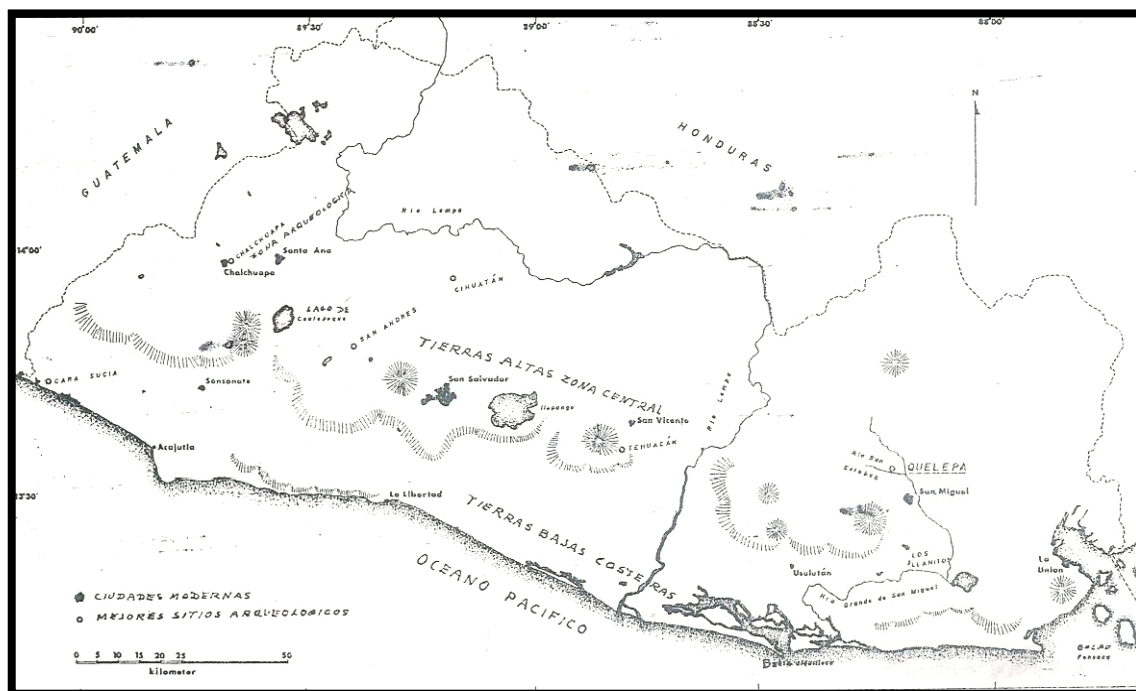 90°00'
89°30'
88°30'
88°00'
N
GUATEMALA
HONDURAS
Rio Lempa
14°00'
CHALCHUAPA
ZONA ARQUEOLOGICA
Santa Ana
Chalchuapa
CIHUATÁN
LAGO DE
Coatepeque
SAN ANDRES
TIERRAS ALTAS ZONA CENTRAL
CARA SUCIA
Sonsonate
San Salvador
Ilopango
San Vicente
TEHUACÁN
Rio Lempa
Acajutla
Rio San
Esteban
QUELEPA
San Miguel
13°30'
La Libertad
TIERRAS BAJAS COSTERAS
OCEANO PACIFICO
LOS
LLANITOS
La
Union
Usulután
Rio Grande de San Miguel
CIUDADES MODERNAS
MEJORES SITIOS ARQUEOLOGICOS
0 5 10 15 20 25 50
kilometer
Fonseca